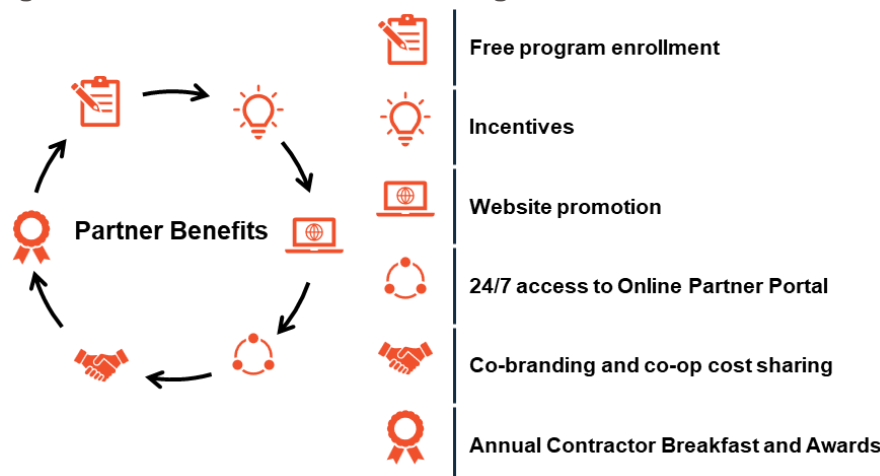 Partner Benefits
Free program enrollment
Incentives
Website promotion
24/7 access to Online Partner Portal
Co-branding and co-op cost sharing
Annual Contractor Breakfast and Awards